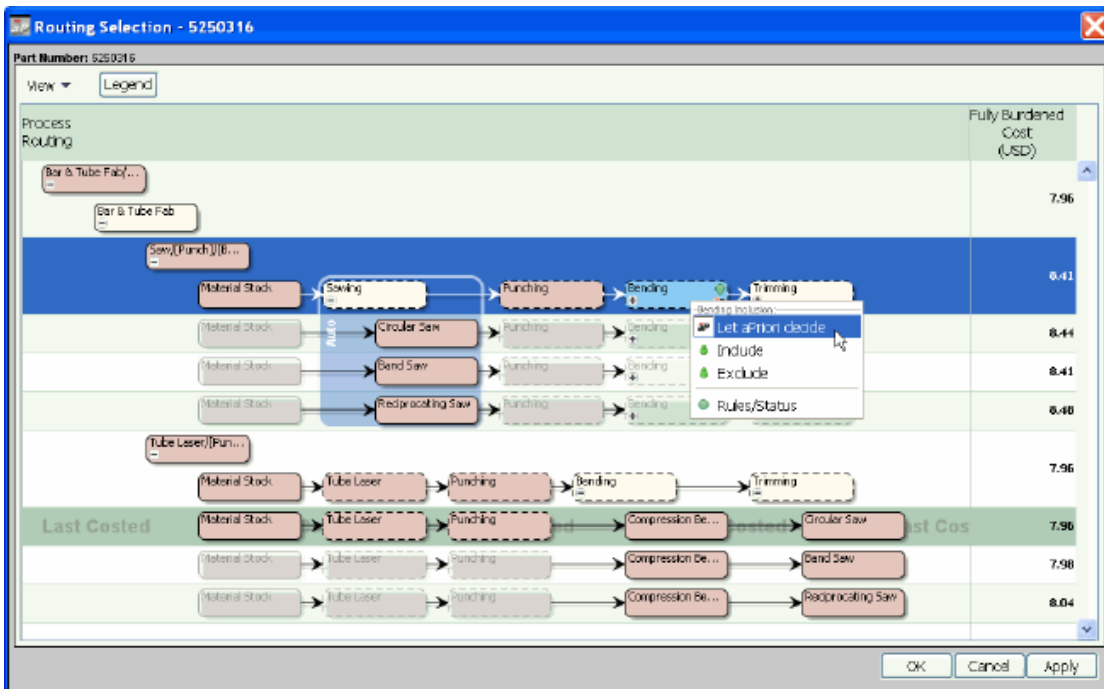 Routing Selection - 5250316
Part Number: 5250316
View Legend
Process
Routing
Fully Burdened
Cost
(USD)
Bar & Tube Fab/...
7.96
Bar & Tube Fab
Saw,/[Punch]/[B...
8.41
Material Stock Sawing Punching Bending Trimming
Bending Inclusion:
Let aPriori decide
Include
Exclude
Rules/Status
Auto
Material Stock Circular Saw Punching Bending 8.44
Material Stock Band Saw Punching Bending 8.41
Material Stock Reciprocating Saw Punching Bending 8.48
Tube Laser/[Pun...
7.96
Material Stock Tube Laser Punching Bending Trimming
Last Costed Material Stock Tube Laser Punching Compression Be... Circular Saw Last Cos 7.96
Material Stock Tube Laser Punching Compression Be... Band Saw 7.98
Material Stock Tube Laser Punching Compression Be... Reciprocating Saw 8.04
OK Cancel Apply